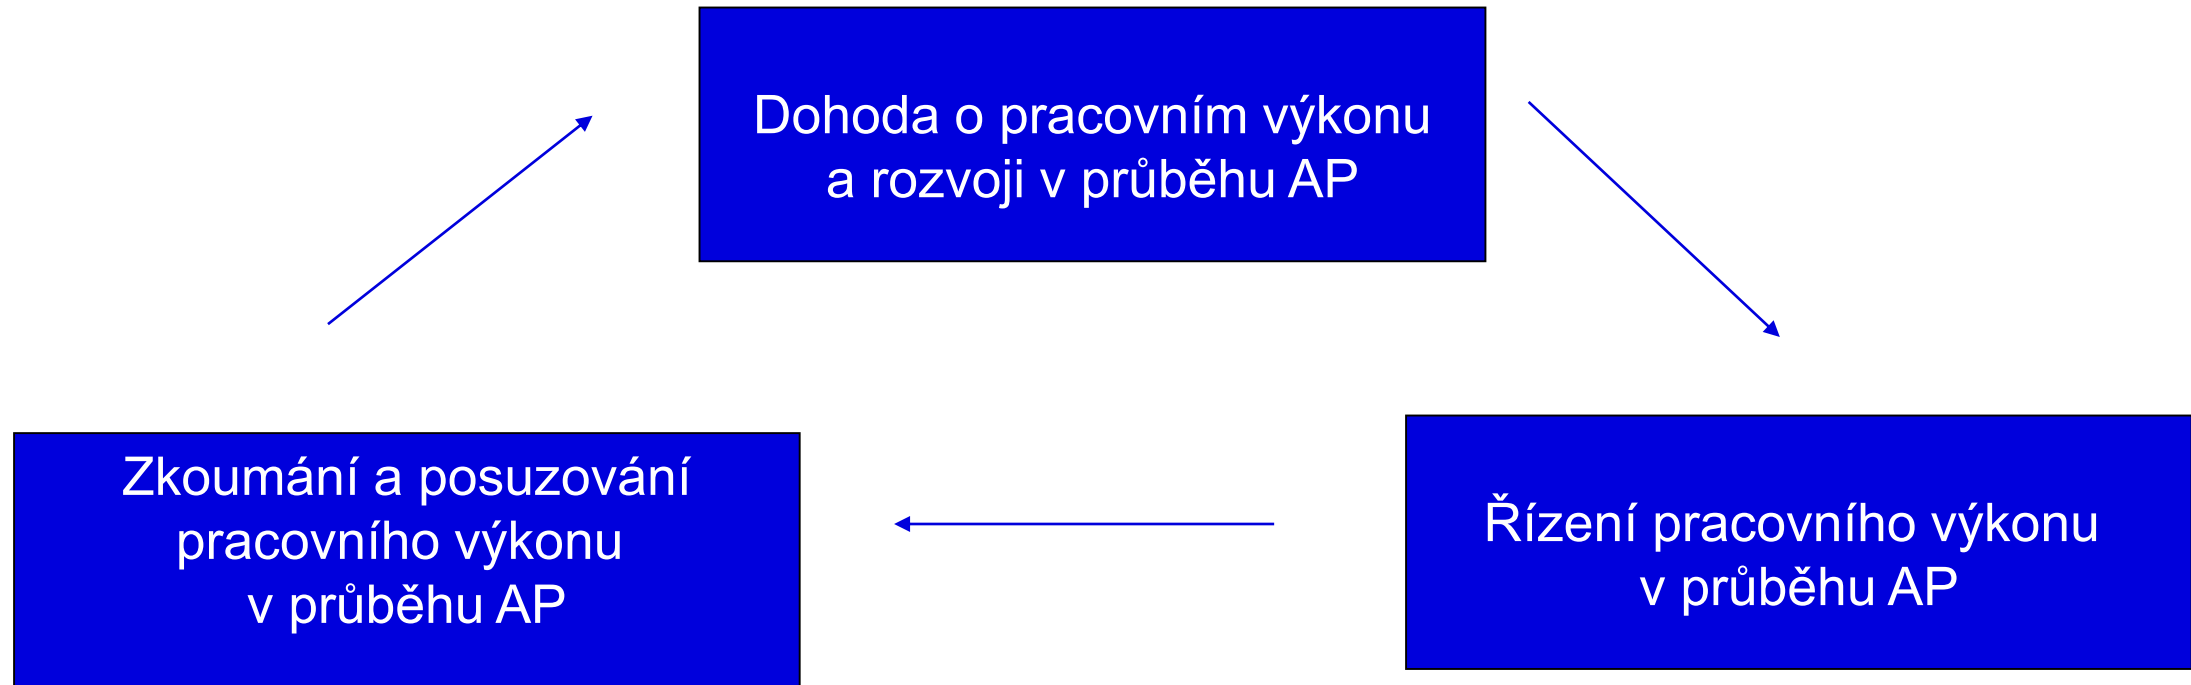 Dohoda o pracovním výkonu
a rozvoji v průběhu AP
Zkoumání a posuzování
pracovního výkonu
v průběhu AP
Řízení pracovního výkonu
v průběhu AP